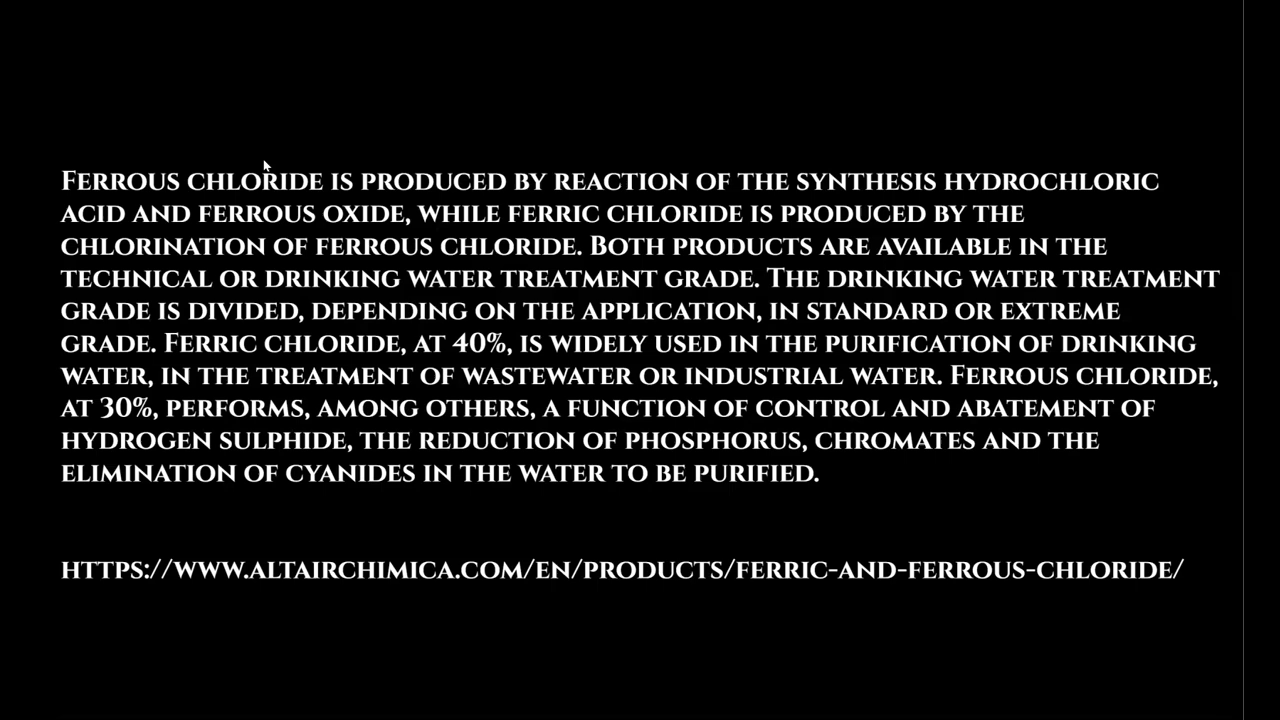 Ferrous chloride is produced by reaction of the synthesis hydrochloric
acid and ferrous oxide, while ferric chloride is produced by the
chlorination of ferrous chloride. Both products are available in the
technical or drinking water treatment grade. The drinking water treatment
grade is divided, depending on the application, in standard or extreme
grade. Ferric chloride, at 40%, is widely used in the purification of drinking
water, in the treatment of wastewater or industrial water. Ferrous chloride,
at 30%, performs, among others, a function of control and abatement of
hydrogen sulphide, the reduction of phosphorus, chromates and the
elimination of cyanides in the water to be purified.
https://www.altairchimica.com/en/products/ferric-and-ferrous-chloride/